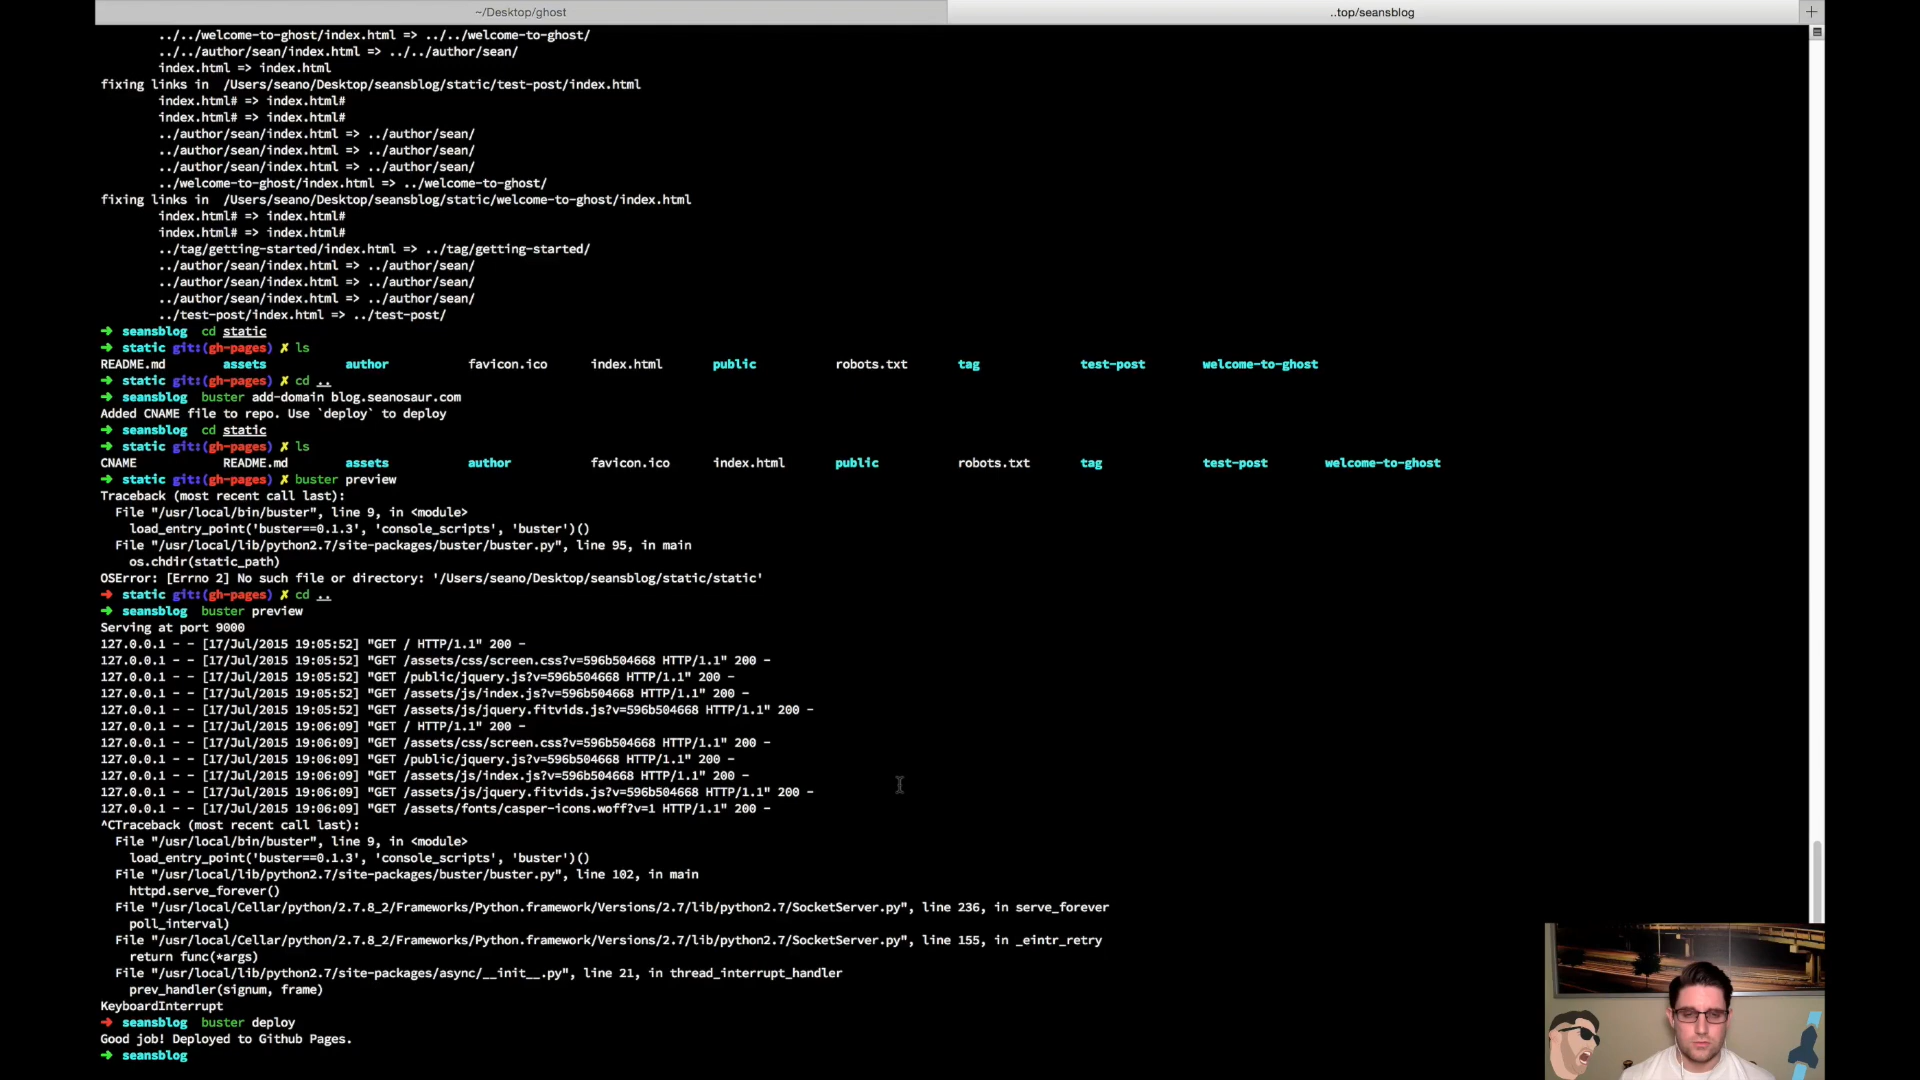 ~/Desktop/ghost
..top/seansblog
+
../../welcome-to-ghost/index.html => ../../welcome-to-ghost/
../../author/sean/index.html => ../../author/sean/
index.html => index.html
fixing links in  /Users/seano/Desktop/seansblog/static/test-post/index.html
index.html# => index.html#
index.html# => index.html#
../author/sean/index.html => ../author/sean/
../author/sean/index.html => ../author/sean/
../author/sean/index.html => ../author/sean/
../welcome-to-ghost/index.html => ../welcome-to-ghost/
fixing links in  /Users/seano/Desktop/seansblog/static/welcome-to-ghost/index.html
index.html# => index.html#
index.html# => index.html#
../tag/getting-started/index.html => ../tag/getting-started/
../author/sean/index.html => ../author/sean/
../author/sean/index.html => ../author/sean/
../author/sean/index.html => ../author/sean/
../test-post/index.html => ../test-post/
➜ seansblog cd static
➜ static git:(gh-pages) ✗ ls
README.md assets author favicon.ico index.html public robots.txt tag test-post welcome-to-ghost
➜ static git:(gh-pages) ✗ cd ..
➜ seansblog buster add-domain blog.seanosaur.com
Added CNAME file to repo. Use `deploy` to deploy
➜ seansblog cd static
➜ static git:(gh-pages) ✗ ls
CNAME README.md assets author favicon.ico index.html public robots.txt tag test-post welcome-to-ghost
➜ static git:(gh-pages) ✗ buster preview
Traceback (most recent call last):
File "/usr/local/bin/buster", line 9, in <module>
load_entry_point('buster==0.1.3', 'console_scripts', 'buster')()
File "/usr/local/lib/python2.7/site-packages/buster/buster.py", line 95, in main
os.chdir(static_path)
OSError: [Errno 2] No such file or directory: '/Users/seano/Desktop/seansblog/static/static'
➜ static git:(gh-pages) ✗ cd ..
➜ seansblog buster preview
Serving at port 9000
127.0.0.1 - - [17/Jul/2015 19:05:52] "GET / HTTP/1.1" 200 -
127.0.0.1 - - [17/Jul/2015 19:05:52] "GET /assets/css/screen.css?v=596b504668 HTTP/1.1" 200 -
127.0.0.1 - - [17/Jul/2015 19:05:52] "GET /public/jquery.js?v=596b504668 HTTP/1.1" 200 -
127.0.0.1 - - [17/Jul/2015 19:05:52] "GET /assets/js/index.js?v=596b504668 HTTP/1.1" 200 -
127.0.0.1 - - [17/Jul/2015 19:05:52] "GET /assets/js/jquery.fitvids.js?v=596b504668 HTTP/1.1" 200 -
127.0.0.1 - - [17/Jul/2015 19:06:09] "GET / HTTP/1.1" 200 -
127.0.0.1 - - [17/Jul/2015 19:06:09] "GET /assets/css/screen.css?v=596b504668 HTTP/1.1" 200 -
127.0.0.1 - - [17/Jul/2015 19:06:09] "GET /public/jquery.js?v=596b504668 HTTP/1.1" 200 -
127.0.0.1 - - [17/Jul/2015 19:06:09] "GET /assets/js/index.js?v=596b504668 HTTP/1.1" 200 -
127.0.0.1 - - [17/Jul/2015 19:06:09] "GET /assets/js/jquery.fitvids.js?v=596b504668 HTTP/1.1" 200 -
127.0.0.1 - - [17/Jul/2015 19:06:09] "GET /assets/fonts/casper-icons.woff?v=1 HTTP/1.1" 200 -
^CTraceback (most recent call last):
File "/usr/local/bin/buster", line 9, in <module>
load_entry_point('buster==0.1.3', 'console_scripts', 'buster')()
File "/usr/local/lib/python2.7/site-packages/buster/buster.py", line 102, in main
httpd.serve_forever()
File "/usr/local/Cellar/python/2.7.8_2/Frameworks/Python.framework/Versions/2.7/lib/python2.7/SocketServer.py", line 236, in serve_forever
poll_interval)
File "/usr/local/Cellar/python/2.7.8_2/Frameworks/Python.framework/Versions/2.7/lib/python2.7/SocketServer.py", line 155, in _eintr_retry
return func(*args)
File "/usr/local/lib/python2.7/site-packages/async/__init__.py", line 21, in thread_interrupt_handler
prev_handler(signum, frame)
KeyboardInterrupt
➜ seansblog buster deploy
Good job! Deployed to Github Pages.
➜ seansblog